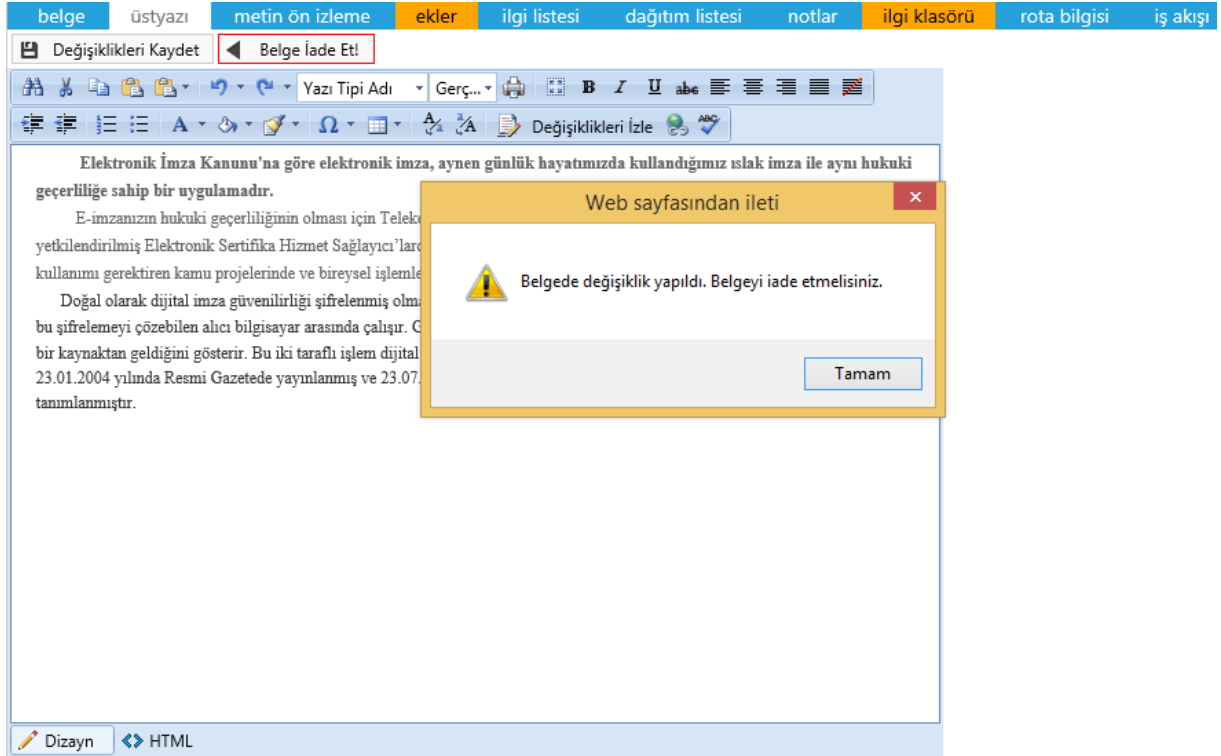 belge üstyazı metin ön izleme ekler ilgi listesi dağıtım listesi notlar ilgi klasörü rota bilgisi iş akışı
Değişiklikleri Kaydet Belge İade Et!
Yazı Tipi Adı Gerç... B I U abc
A Ω A z z A Değişiklikleri İzle ABC
Elektronik İmza Kanunu'na göre elektronik imza, aynen günlük hayatımızda kullandığımız ıslak imza ile aynı hukuki
geçerliliğe sahip bir uygulamadır.
E-imzanızın hukuki geçerliliğinin olması için
yetkilendirilmiş Elektronik Sertifika Hizmet
kullanımı gerektiren kamu projelerinde ve bireysel
Doğal olarak dijital imza güvenilirliği şifrelenmiş
bu şifrelemeyi çözebilen alıcı bilgisayar arasında çalışır.
bir kaynaktan geldiğini gösterir. Bu iki taraflı işlem dijital
23.01.2004 yılında Resmi Gazetede yayınlanmış ve 23.07.
tanımlanmıştır.
Web sayfasından ileti
Belgede değişiklik yapıldı. Belgeyi iade etmelisiniz.
Tamam
Dizayn HTML